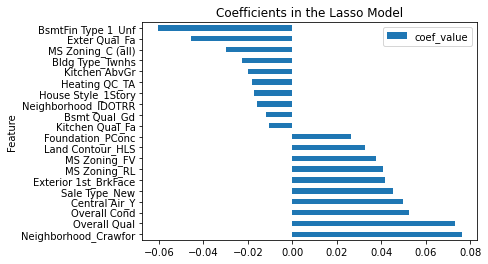 Coefficients in the Lasso Model
coef_value
Feature
BsmtFin Type 1_Unf
Exter Qual_Fa
MS Zoning_C (all)
Bldg Type_Twnhs
Kitchen AbvGr
Heating QC_TA
House Style_1Story
Neighborhood_IDOTRR
Bsmt Qual_Gd
Kitchen Qual_Fa
Foundation_PConc
Land Contour_HLS
MS Zoning_FV
MS Zoning_RL
Exterior 1st_BrkFace
Sale Type_New
Central Air_Y
Overall Cond
Overall Qual
Neighborhood_Crawfor
−0.06 −0.04 −0.02 0.00 0.02 0.04 0.06 0.08